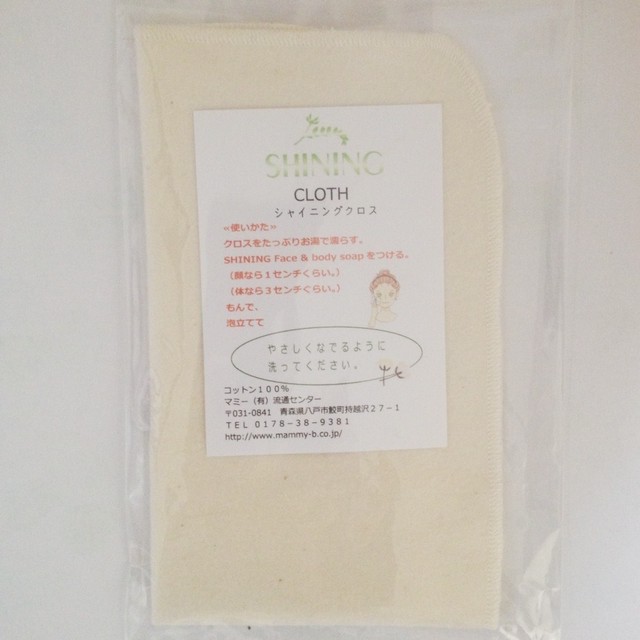 SHINING
CLOTH
シャイニングクロス
≪使いかた≫
クロスをたっぷりお湯で濡らす。
SHINING Face & body soap をつける。
（顔なら１センチくらい。）
（体なら３センチぐらい。）
もんで、
泡立てて
やさしくなでるように
洗ってください。
コットン１００％
マミー（有）流通センター
〒031-0841 青森県八戸市鮫町持越沢２７－１
ＴＥＬ ０１７８－３８－９３８１
http://www.mammy-b.co.jp/